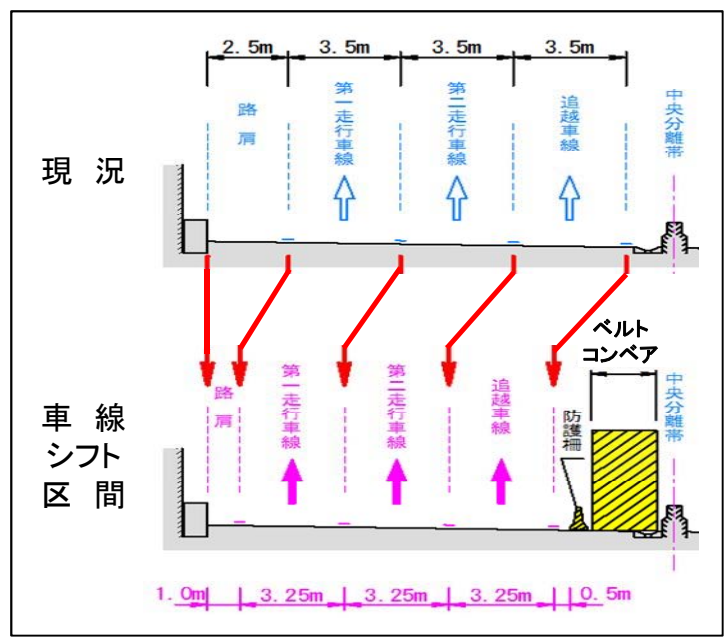 2.5m 3.5m 3.5m 3.5m
路肩
第一走行車線
第二走行車線
追越車線
中央分離帯
現況
ベルト
コンベア
車線
シフト
区間
路肩
第一走行車線
第二走行車線
追越車線
防護柵
中央分離帯
1.0m 3.25m 3.25m 3.25m 0.5m